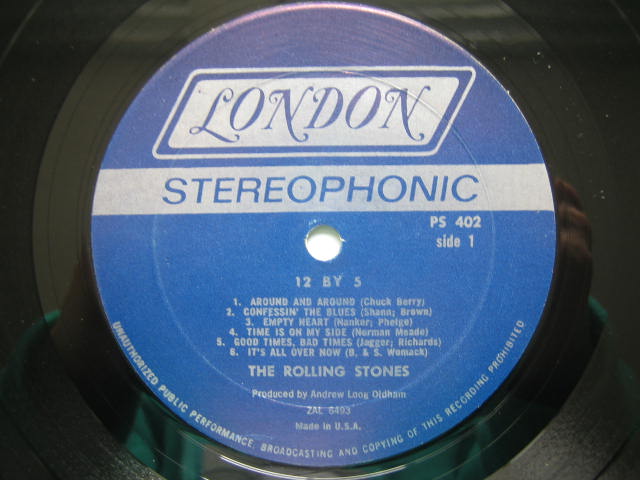 LONDON
STEREOPHONIC
PS 402
side 1
12 BY 5
1. AROUND AND AROUND (Chuck Berry)
2. CONFESSIN' THE BLUES (Shann; Brown)
3. EMPTY HEART (Nanker; Phelge)
4. TIME IS ON MY SIDE (Norman Meade)
5. GOOD TIMES, BAD TIMES (Jagger; Richards)
6. IT'S ALL OVER NOW (B. & S. Womach)
THE ROLLING STONES
Produced by Andrew Loog Oldham
ZAL 6493
Made in U.S.A.
UNAUTHORIZED PUBLIC PERFORMANCE, BROADCASTING AND COPYING OF THIS RECORDING PROHIBITED